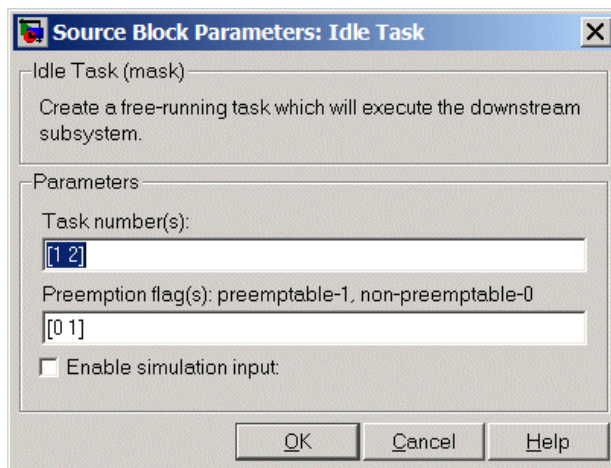 Source Block Parameters: Idle Task
Idle Task (mask)
Create a free-running task which will execute the downstream
subsystem.
Parameters
Task number(s):
[1 2]
Preemption flag(s): preemptable-1, non-preemptable-0
[0 1]
Enable simulation input:
OK Cancel Help